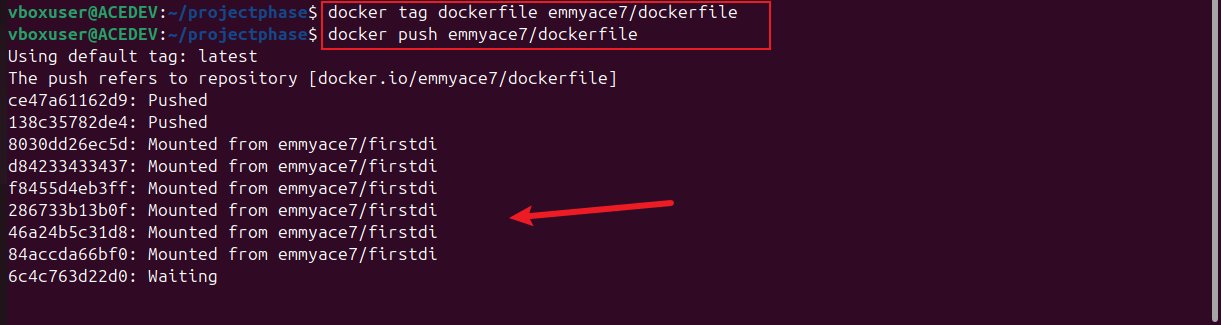 vboxuser@ACEDEV:~/projectphase$ docker tag dockerfile emmyace7/dockerfile
vboxuser@ACEDEV:~/projectphase$ docker push emmyace7/dockerfile
Using default tag: latest
The push refers to repository [docker.io/emmyace7/dockerfile]
ce47a61162d9: Pushed
138c35782de4: Pushed
8030dd26ec5d: Mounted from emmyace7/firstdi
d84233433437: Mounted from emmyace7/firstdi
f8455d4eb3ff: Mounted from emmyace7/firstdi
286733b13b0f: Mounted from emmyace7/firstdi
46a24b5c31d8: Mounted from emmyace7/firstdi
84accda66bf0: Mounted from emmyace7/firstdi
6c4c763d22d0: Waiting